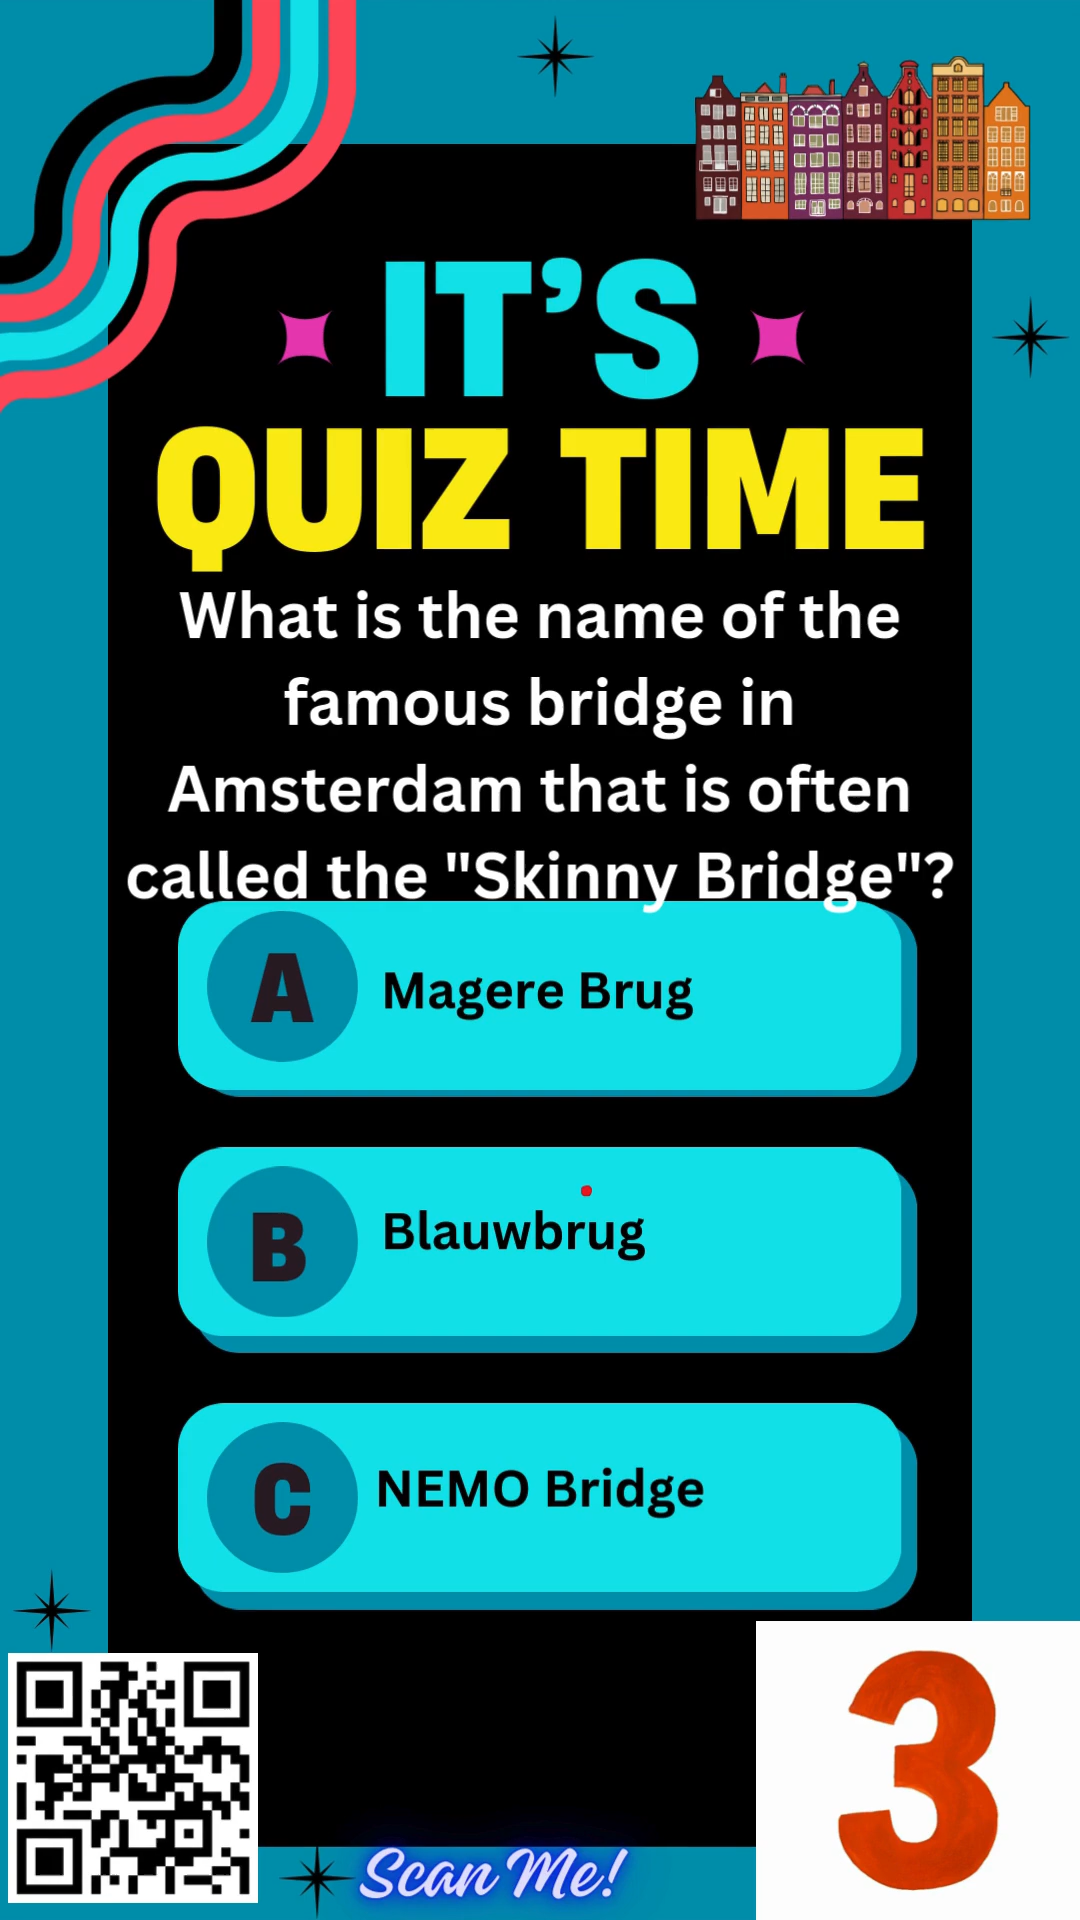 IT’S
QUIZ TIME
What is the name of the
famous bridge in
Amsterdam that is often
called the "Skinny Bridge"?
A Magere Brug
B Blauwbrug
C NEMO Bridge
3
Scan Me!